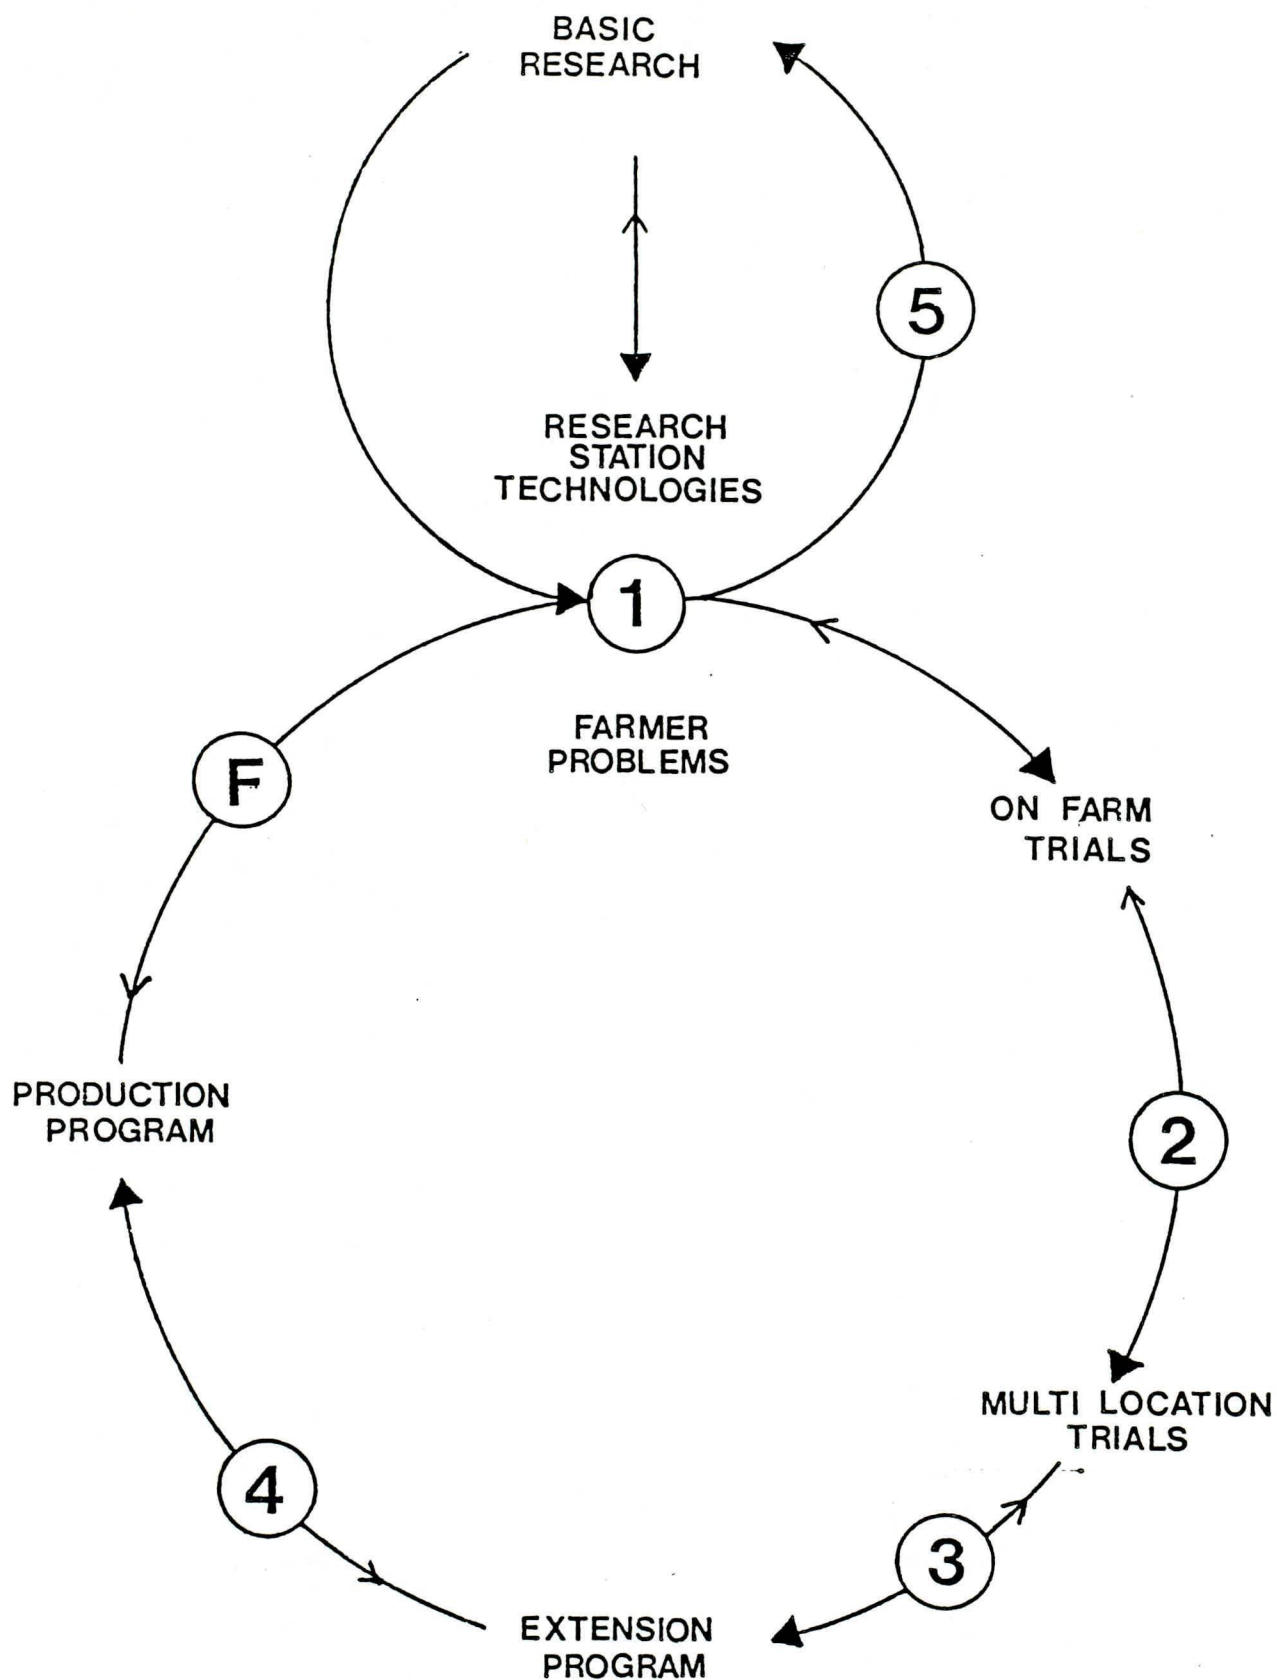 BASIC
RESEARCH
5
RESEARCH
STATION
TECHNOLOGIES
1
FARMER
PROBLEMS
F
ON FARM
TRIALS
PRODUCTION
PROGRAM
2
MULTI LOCATION
TRIALS
4
3
EXTENSION
PROGRAM